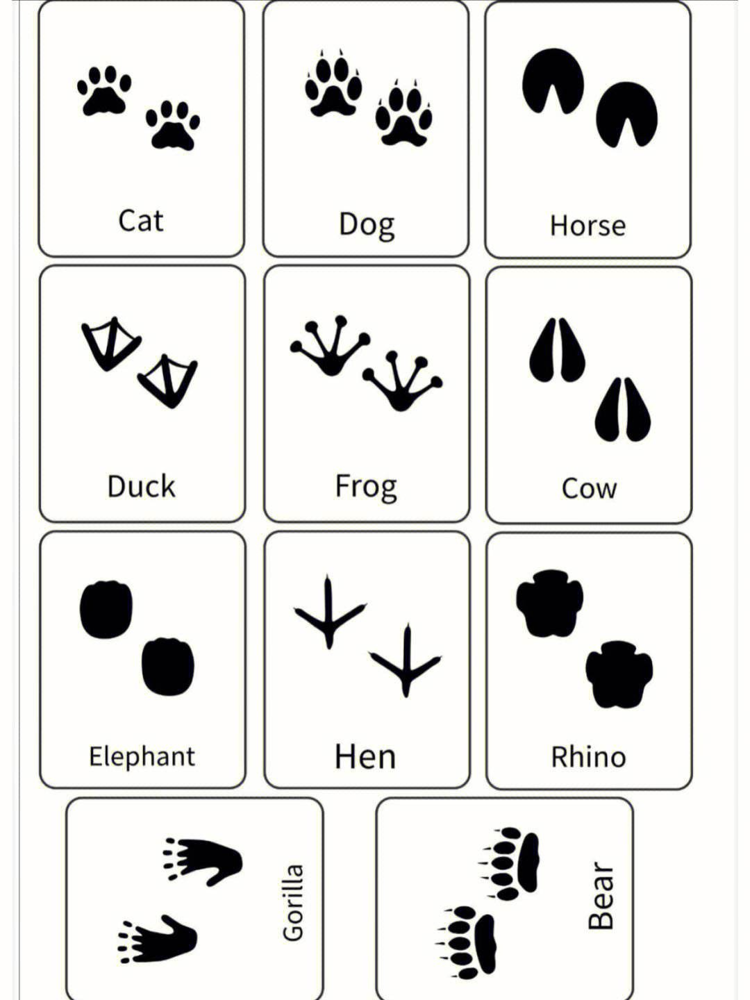 Cat
Dog
Horse
Duck
Frog
Cow
Elephant
Hen
Rhino
Gorilla
Bear